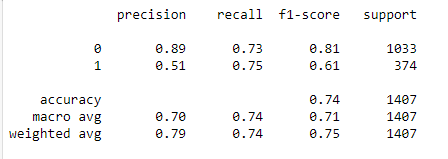 precision recall f1-score support
0 0.89 0.73 0.81 1033
1 0.51 0.75 0.61 374
accuracy 0.74 1407
macro avg 0.70 0.74 0.71 1407
weighted avg 0.79 0.74 0.75 1407